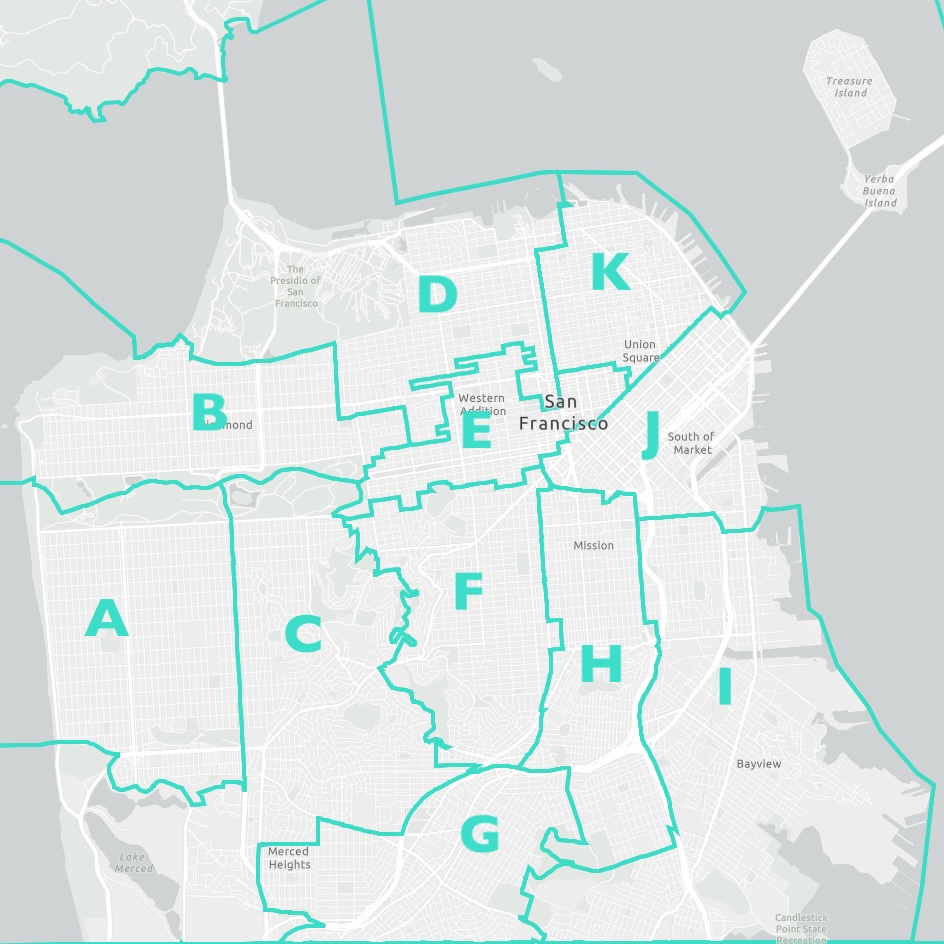 Treasure
Island
Yerba
Buena
Island
The
Presidio of
San
Francisco
D
K
Union
Square
B
Western
Addition
E
San
Francisco
J
South of
Market
Mission
A
C
F
H
I
Bayview
G
Merced
Heights
Lake
Merced
Candlestick
Point State
Recreation